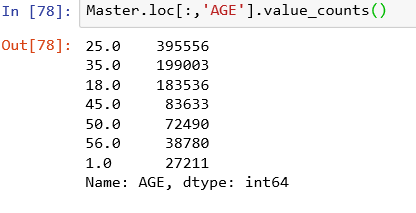 In [78]: Master.loc[:,'AGE'].value_counts()
Out[78]: 25.0 395556
35.0 199003
18.0 183536
45.0 83633
50.0 72490
56.0 38780
1.0 27211
Name: AGE, dtype: int64